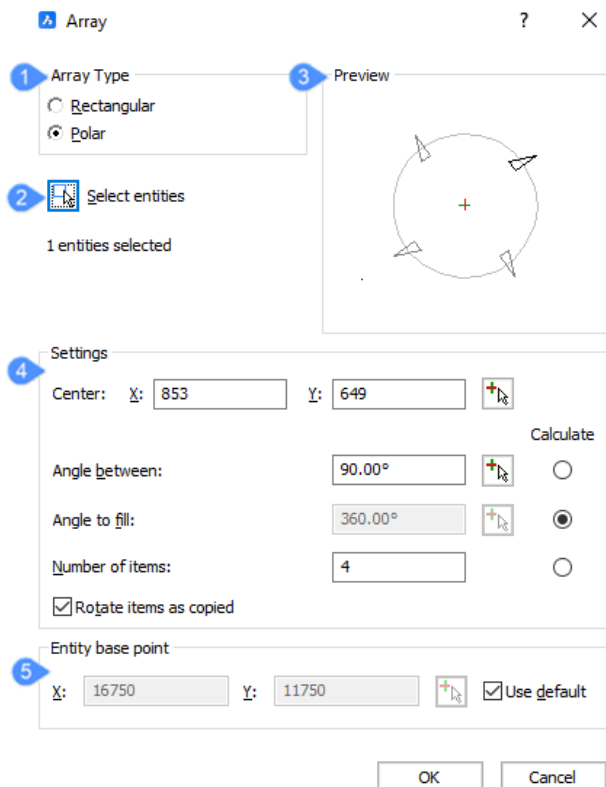 Array ?
1 Array Type
Rectangular
Polar
3 Preview
2 Select entities
1 entities selected
4 Settings
Center: X: 853 Y: 649
Calculate
Angle between: 90.00°
Angle to fill: 360.00°
Number of items: 4
Rotate items as copied
5 Entity base point
X: 16750 Y: 11750 Use default
OK Cancel